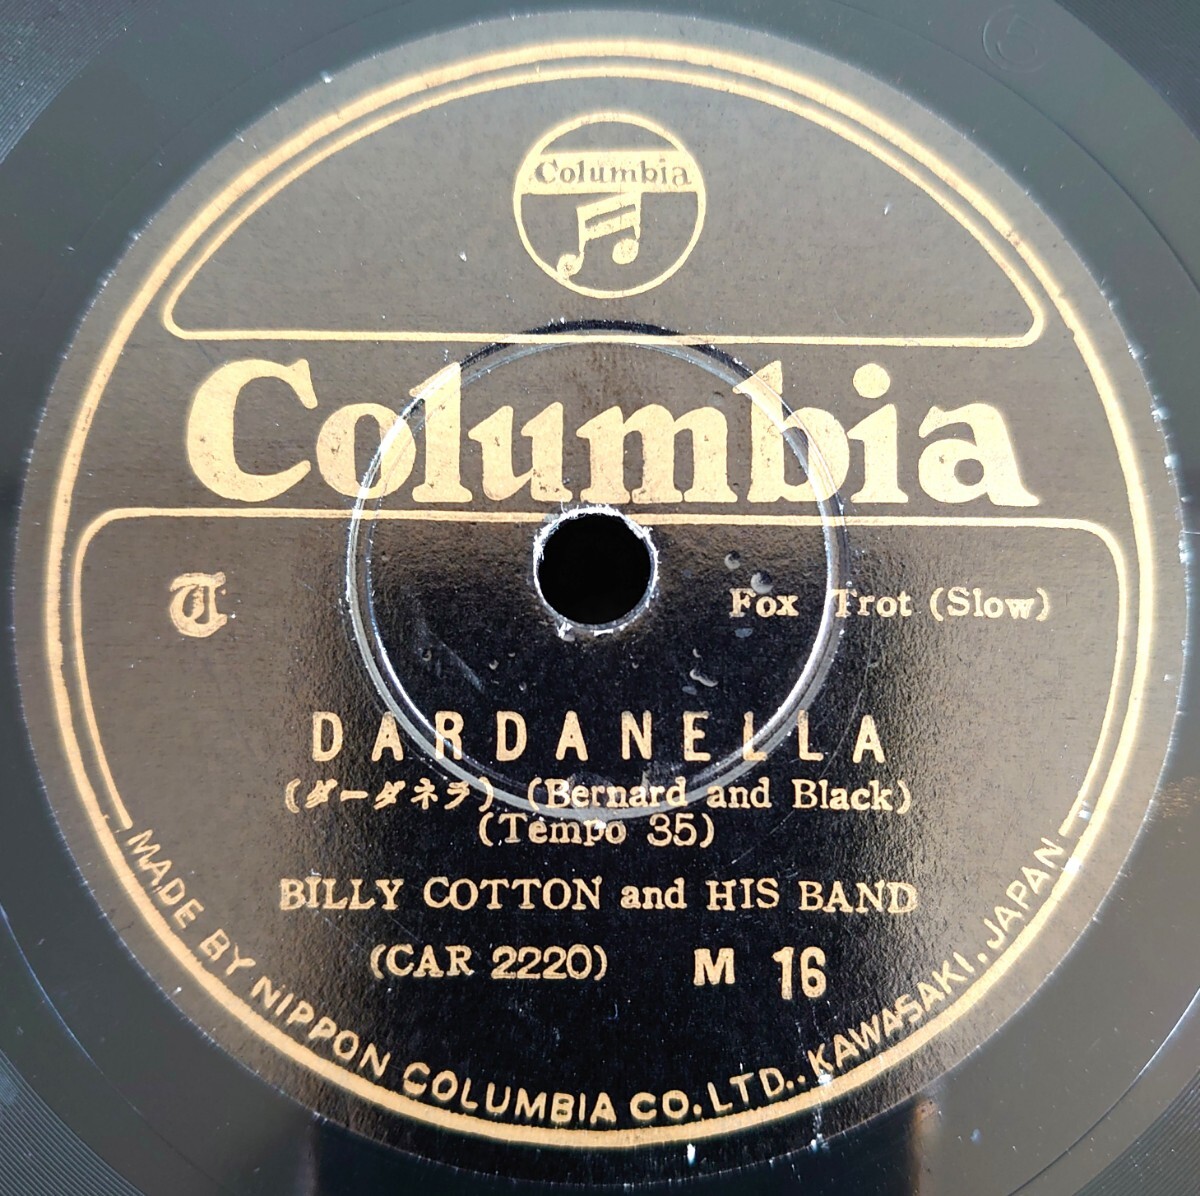 Columbia
Columbia
T
Fox Trot (Slow)
DARDANELLA
(ダーダネラ) (Bernard and Black)
(Tempo 35)
BILLY COTTON and HIS BAND
(CAR 2220) M 16
MADE BY NIPPON COLUMBIA CO. LTD., KAWASAKI, JAPAN